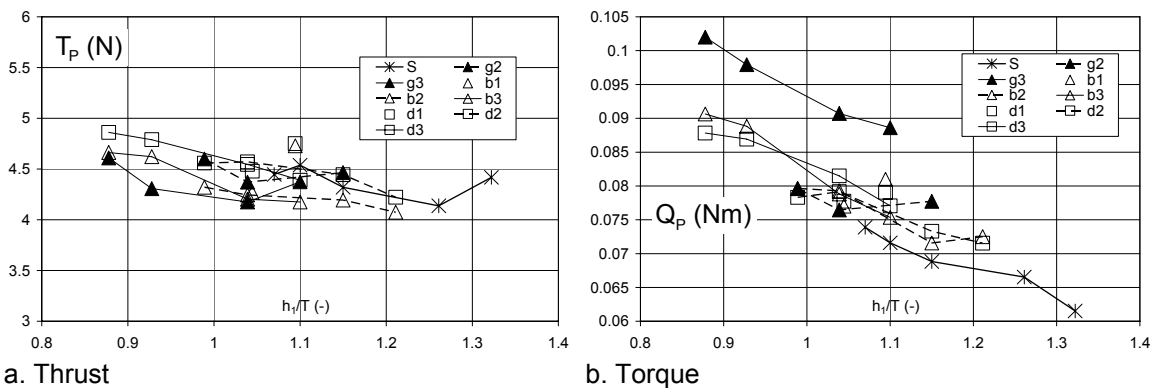 6
5.5
5
4.5
4
3.5
3
T_P (N)
S g2
g3 b1
b2 b3
d1 d2
d3
h_1/T (-)
0.8 0.9 1 1.1 1.2 1.3 1.4
a. Thrust
0.105
0.1
0.095
0.09
0.085
0.08
0.075
0.07
0.065
0.06
Q_P (Nm)
S g2
g3 b1
b2 b3
d1 d2
d3
h_1/T (-)
0.8 0.9 1 1.1 1.2 1.3 1.4
b. Torque